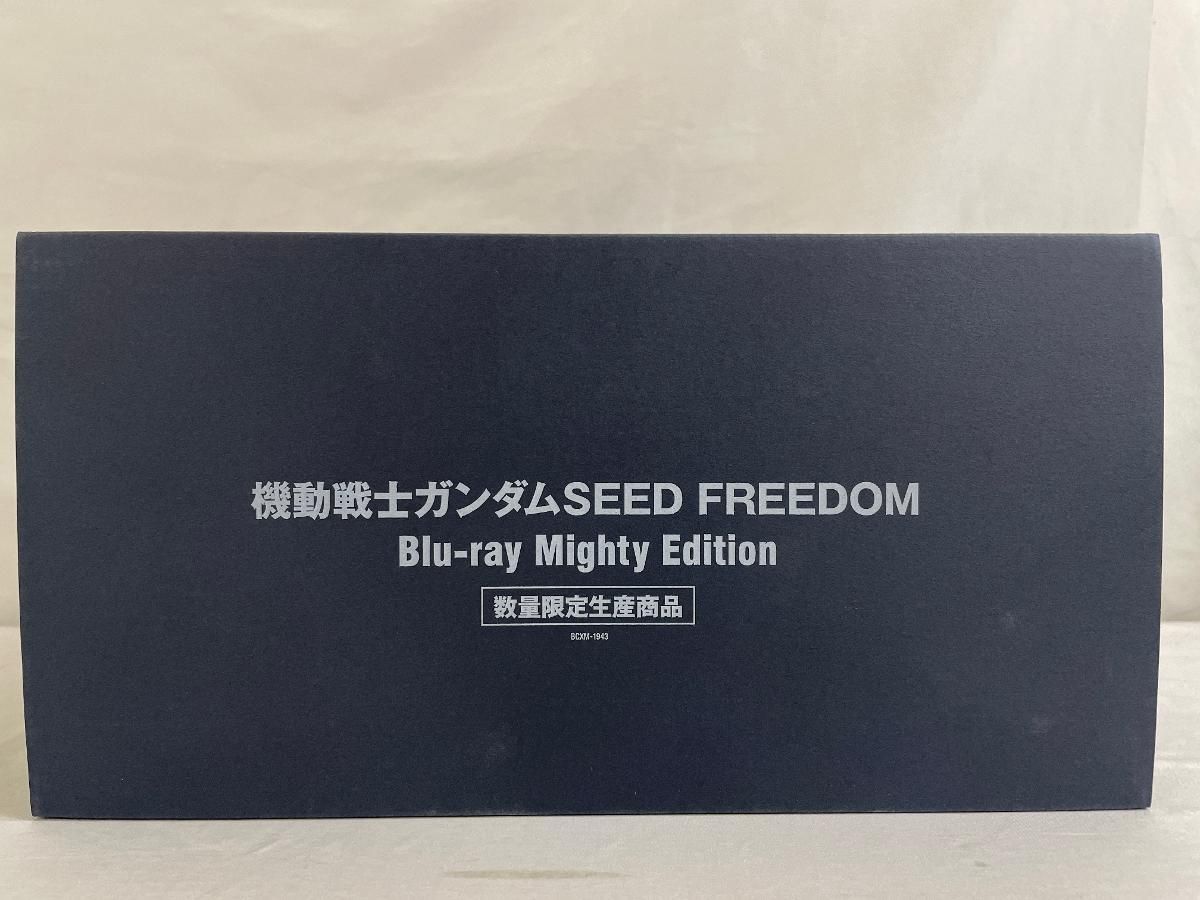 機動戦士ガンダムSEED FREEDOM
Blu-ray Mighty Edition
数量限定生産商品
BCXM-1943